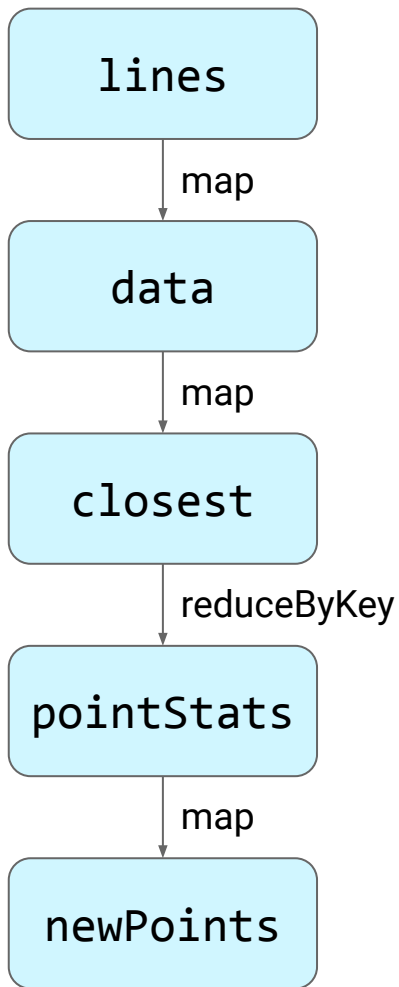 lines
map
data
map
closest
reduceByKey
pointStats
map
newPoints